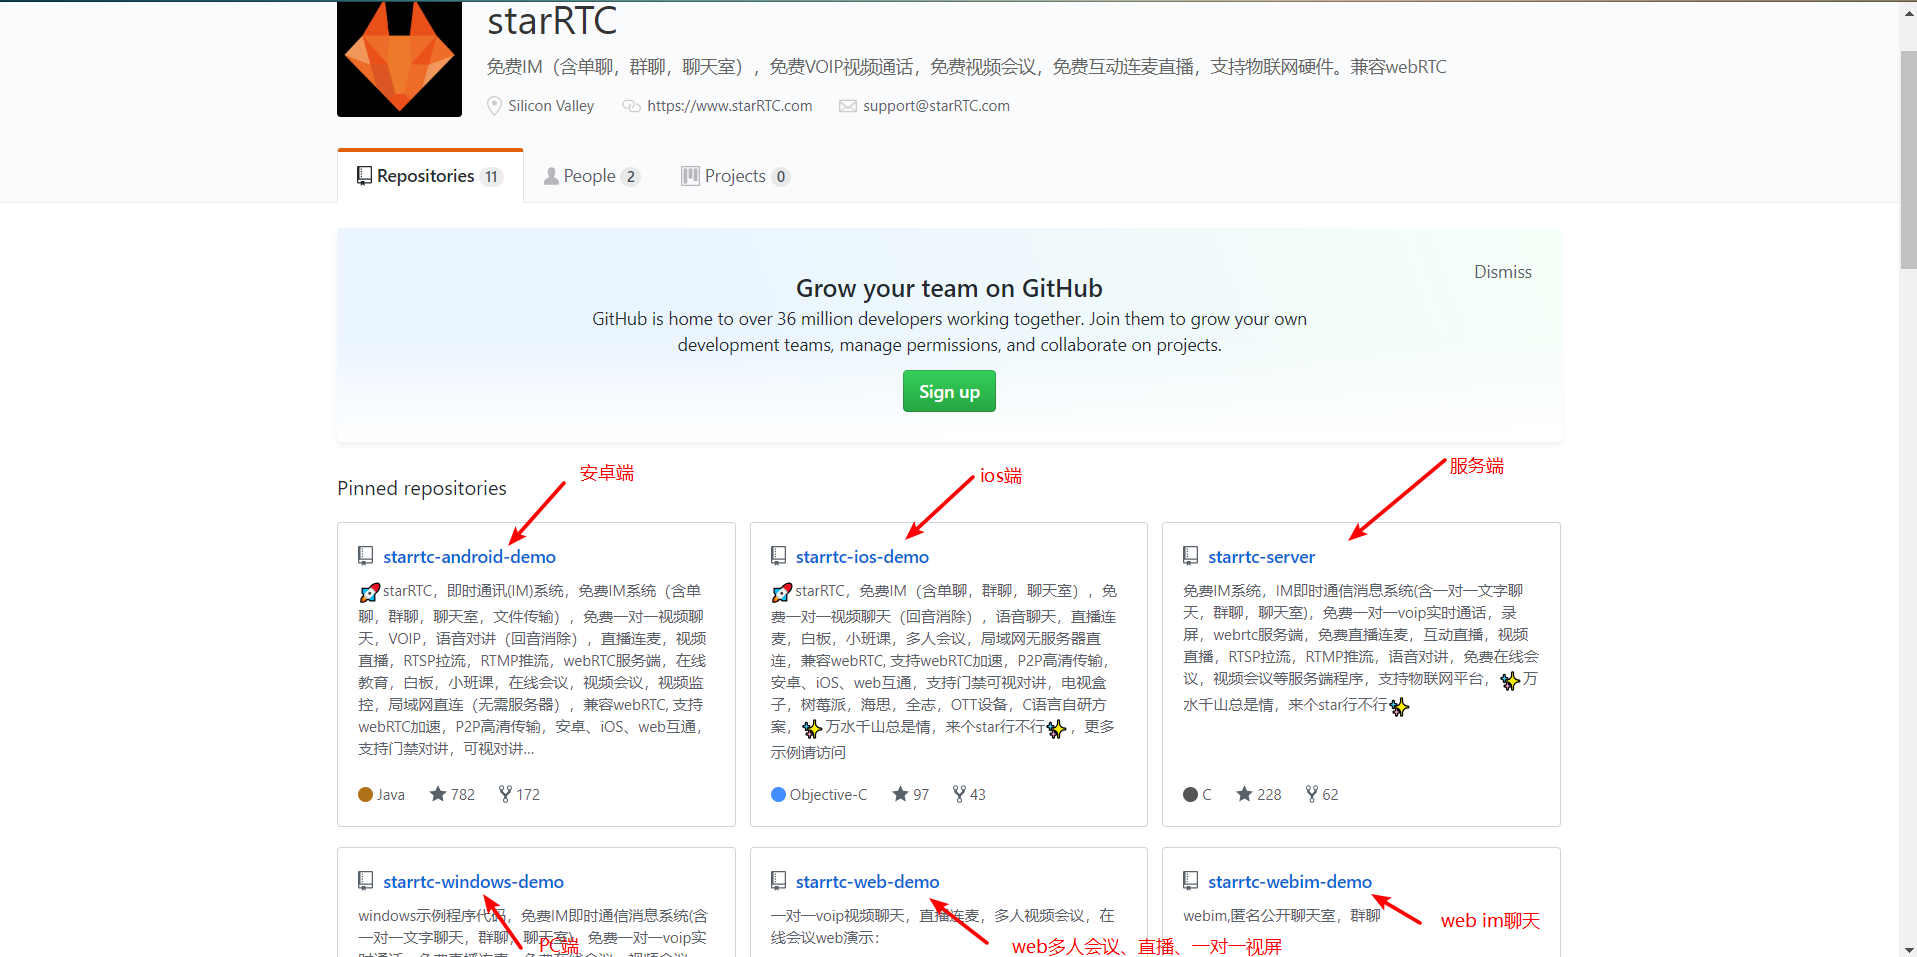 starRTC
免费IM（含单聊，群聊，聊天室），免费VOIP视频通话，免费视频会议，免费互动连麦直播，支持物联网硬件。兼容webRTC
Silicon Valley https://www.starRTC.com support@starRTC.com
Repositories 11 People 2 Projects 0
Dismiss
Grow your team on GitHub
GitHub is home to over 36 million developers working together. Join them to grow your own
development teams, manage permissions, and collaborate on projects.
Sign up
安卓端
ios端
服务端
Pinned repositories
starrtc-android-demo
🚀starRTC，即时通讯(IM)系统，免费IM系统（含单
聊，群聊，聊天室，文件传输），免费一对一视频聊
天，VOIP，语音对讲（回音消除），直播连麦，视频
直播，RTSP拉流，RTMP推流，webRTC服务端，在线
教育，白板，小班课，在线会议，视频会议，视频监
控，局域网直连（无需服务器），兼容webRTC, 支持
webRTC加速，P2P高清传输，安卓、iOS、web互通，
支持门禁对讲，可视对讲...
Java 782 172
starrtc-ios-demo
🚀starRTC，免费IM（含单聊，群聊，聊天室），免
费一对一视频聊天（回音消除），语音聊天，直播连
麦，白板，小班课，多人会议，局域网无服务器直
连，兼容webRTC, 支持webRTC加速，P2P高清传输，
安卓、iOS、web互通，支持门禁可视对讲，电视盒
子，树莓派，海思，全志，OTT设备，C语言自研方
案，✨万水千山总是情，来个star行不行✨，更多
示例请访问
Objective-C 97 43
starrtc-server
免费IM系统，IM即时通信消息系统(含一对一文字聊
天，群聊，聊天室)，免费一对一voip实时通话，录
屏，webrtc服务端，免费直播连麦，互动直播，视频
直播，RTSP拉流，RTMP推流，语音对讲，免费在线会
议，视频会议等服务端程序，支持物联网平台，✨万
水千山总是情，来个star行不行✨
C 228 62
starrtc-windows-demo
windows示例程序代码，免费IM即时通信消息系统(含
一对一文字聊天，群聊，聊天室)，免费一对一voip实
PC端
starrtc-web-demo
一对一voip视频聊天，直播连麦，多人视频会议，在
线会议web演示：
web多人会议、直播、一对一视屏
starrtc-webim-demo
webim,匿名公开聊天室，群聊
web im聊天